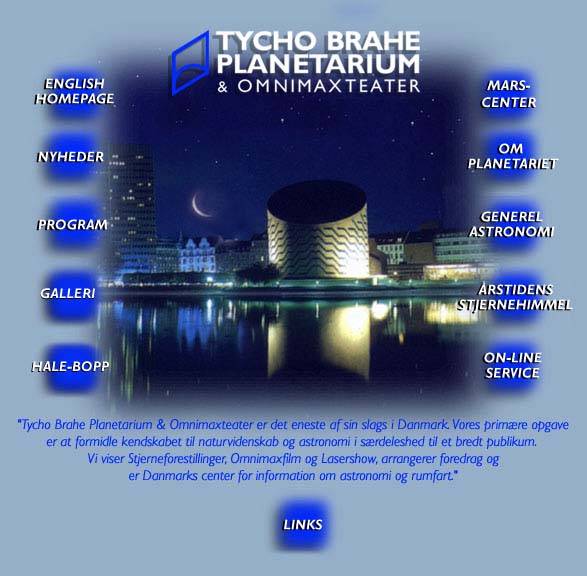 TYCHO BRAHE
PLANETARIUM
& OMNIMAXTEATER
ENGLISH
HOMEPAGE
NYHEDER
PROGRAM
GALLERI
HALE-BOPP
MARS-
CENTER
OM
PLANETARIET
GENEREL
ASTRONOMI
ÅRSTIDENS
STJERNEHIMMEL
ON-LINE
SERVICE
"Tycho Brahe Planetarium & Omnimaxteater er det eneste af sin slags i Danmark. Vores primære opgave
er at formidle kendskabet til naturvidenskab og astronomi i særdeleshed til et bredt publikum.
Vi viser Stjerneforestillinger, Omnimaxfilm og Lasershow, arrangerer foredrag og
er Danmarks center for information om astronomi og rumfart."
LINKS